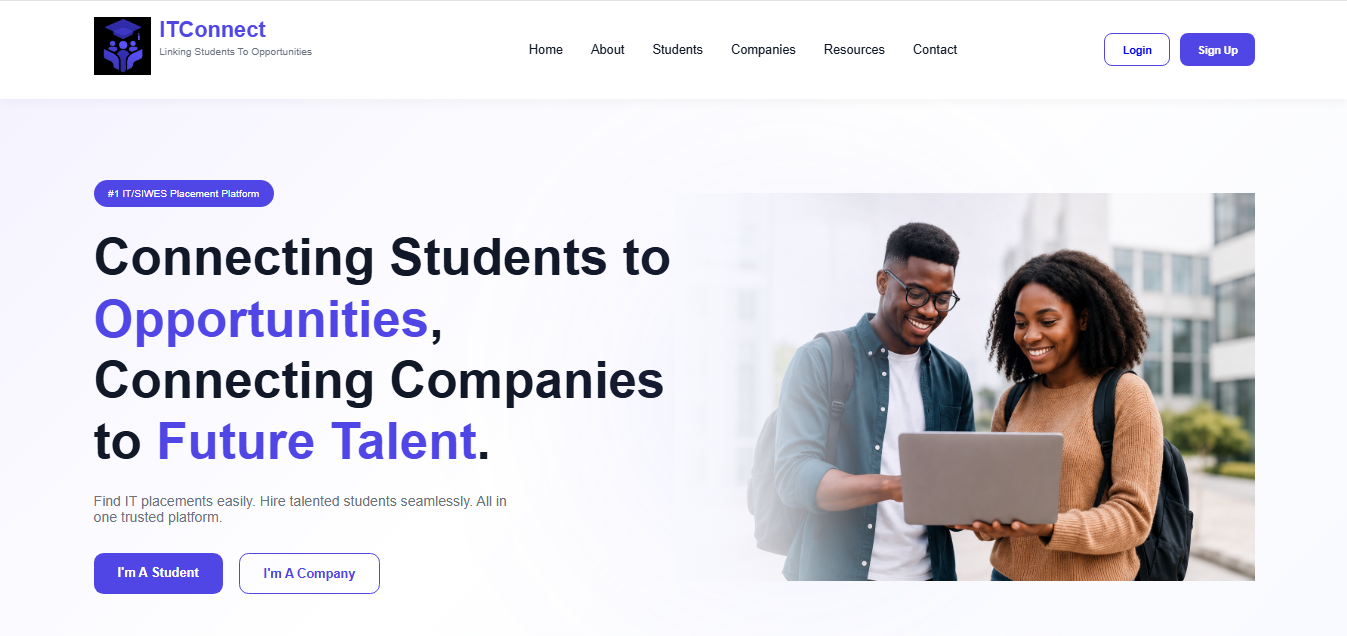 ITConnect
Linking Students To Opportunities
Home About Students Companies Resources Contact
Login Sign Up
#1 IT/SIWES Placement Platform
Connecting Students to
Opportunities,
Connecting Companies
to Future Talent.
Find IT placements easily. Hire talented students seamlessly. All in
one trusted platform.
I'm A Student I'm A Company